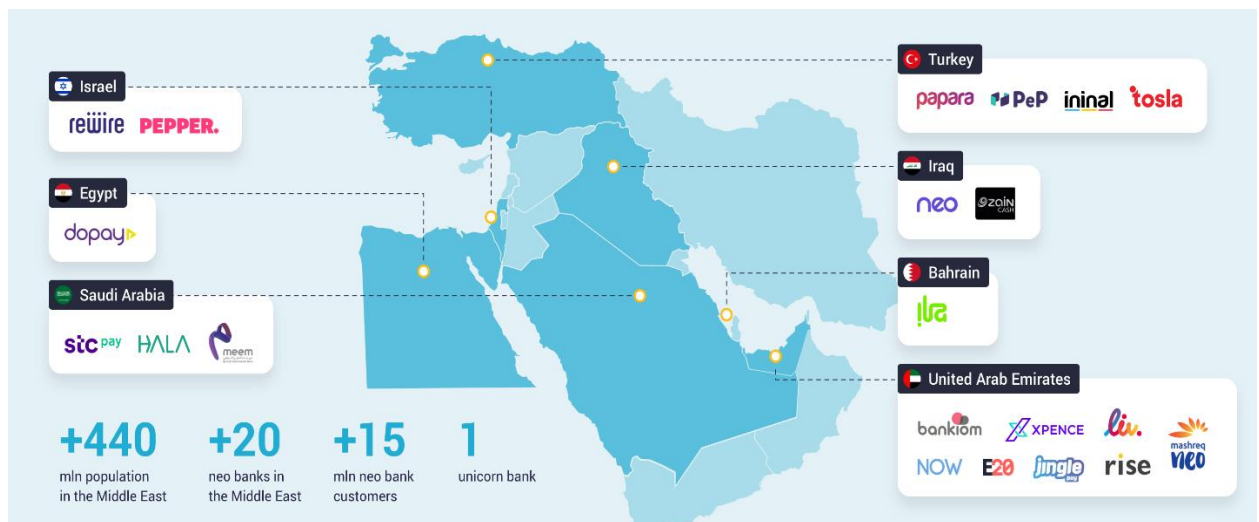 Israel
rewire PEPPER.
Egypt
dopay
Saudi Arabia
stc pay HALA meem
Turkey
papara PeP ininal tosla
Iraq
neo zain
CASH
Bahrain
ila
United Arab Emirates
bankiom XPENCE liv. mashreq
neo
NOW E20 jingle
pay rise
+440
mln population
in the Middle East
+20
neo banks in
the Middle East
+15
mln neo bank
customers
1
unicorn bank